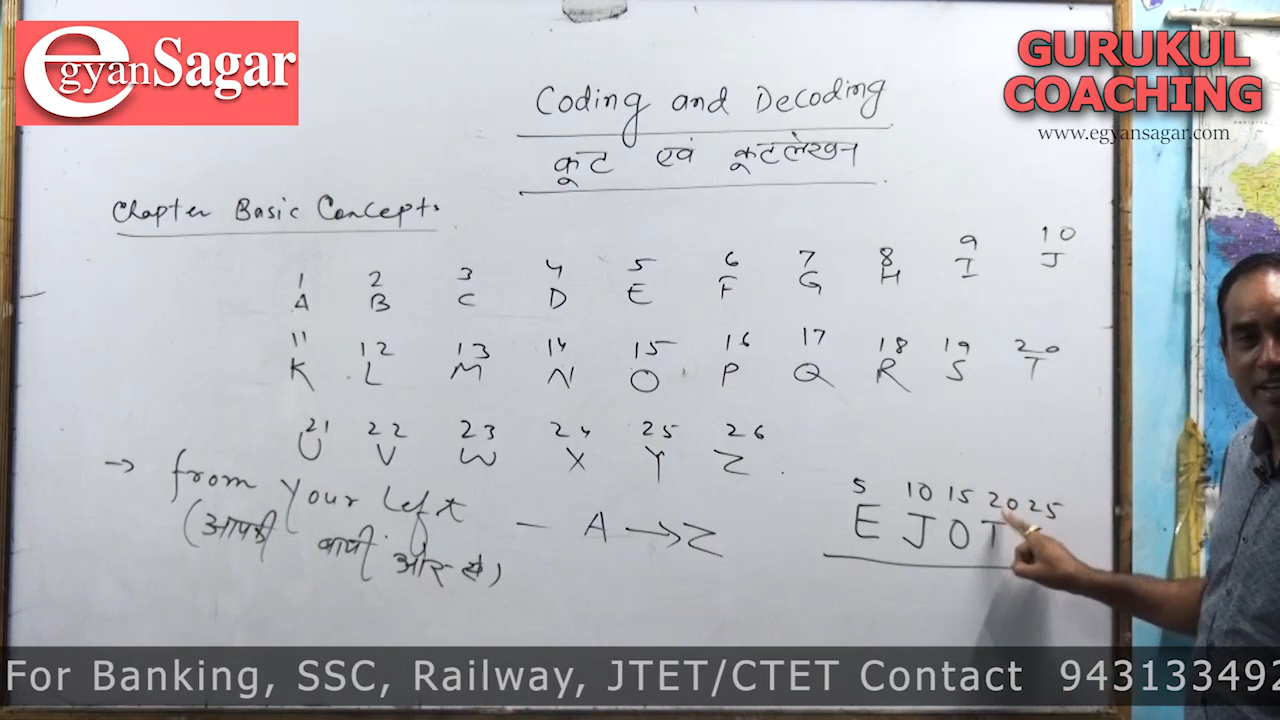 egyanSagar
GURUKUL
COACHING
www.egyansagar.com
Coding and Decoding
कूट एवं कूटलेखन
Chapter Basic Concepts
1 2 3 4 5 6 7 8 9 10
A B C D E F G H I J
11 12 13 14 15 16 17 18 19 20
K L M N O P Q R S T
21 22 23 24 25 26
U V W X Y Z
→ from your left — A → Z
(आपकी बायीं ओर से)
5 10 15 20 25
E J O T
For Banking, SSC, Railway, JTET/CTET Contact 943133492